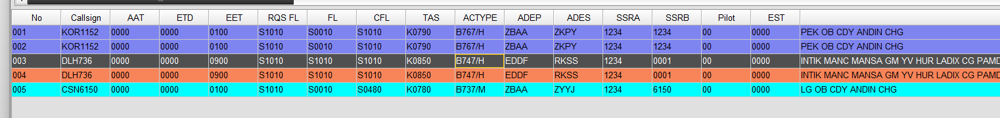 No Callsign AAT ETD EET RQS FL FL CFL TAS ACTYPE ADEP ADES SSRA SSRB Pilot EST
001 KOR1152 0000 0000 0100 S1010 S0010 S1010 K0790 B767/H ZBAA ZKPY 1234 1234 00 0000 PEK OB CDY ANDIN CHG
002 KOR1152 0000 0000 0100 S1010 S0010 S1010 K0790 B767/H ZBAA ZKPY 1234 1234 00 0000 PEK OB CDY ANDIN CHG
003 DLH736 0000 0000 0900 S1010 S1010 S1010 K0850 B747/H EDDF RKSS 1234 0001 00 0000 INTIK MANC MANSA GM YV HUR LADIX CG PAMD
004 DLH736 0000 0000 0900 S1010 S1010 S1010 K0850 B747/H EDDF RKSS 1234 0001 00 0000 INTIK MANC MANSA GM YV HUR LADIX CG PAMD
005 CSN6150 0000 0000 0100 S1010 S0010 S0480 K0780 B737/M ZBAA ZYYJ 1234 6150 00 0000 LG OB CDY ANDIN CHG